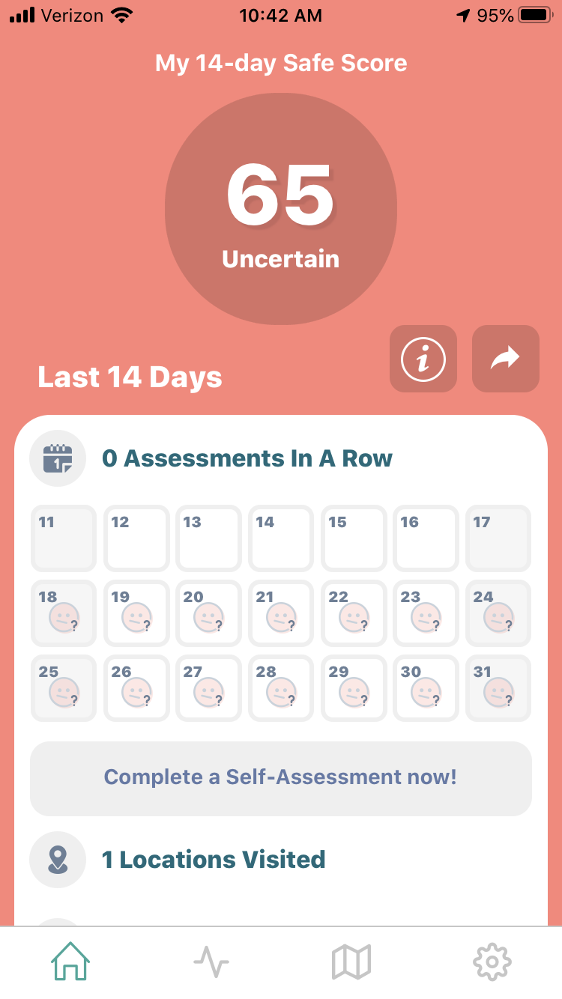 Verizon 10:42 AM 95%
My 14-day Safe Score
65
Uncertain
i
Last 14 Days
1
0 Assessments In A Row
11 12 13 14 15 16 17
18 ? 19 ? 20 ? 21 ? 22 ? 23 ? 24 ?
25 ? 26 ? 27 ? 28 ? 29 ? 30 ? 31 ?
Complete a Self-Assessment now!
1 Locations Visited